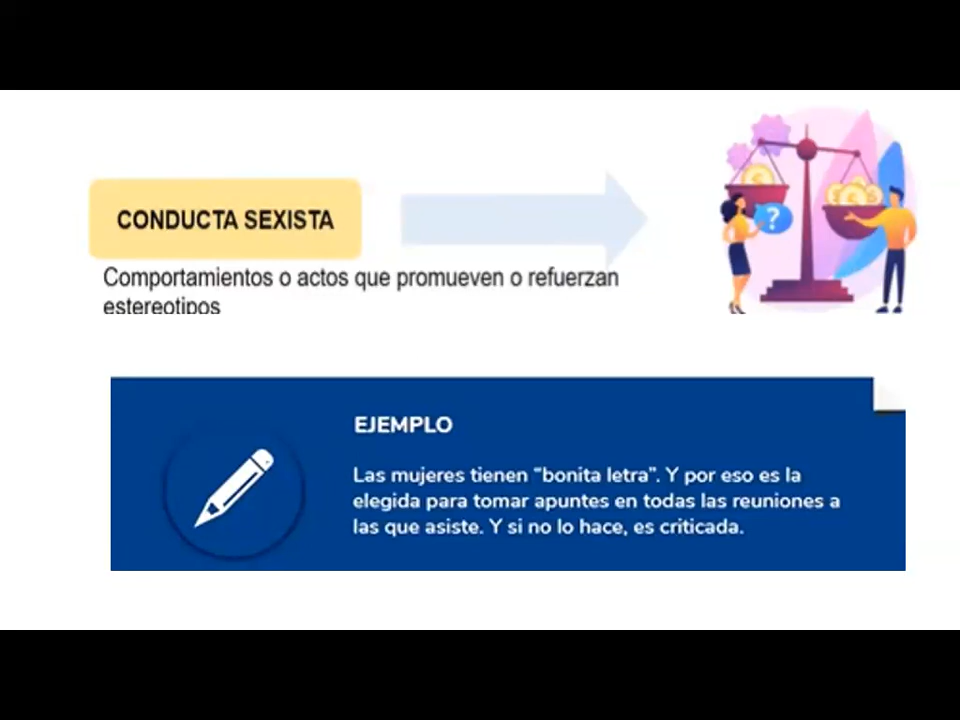 CONDUCTA SEXISTA
Comportamientos o actos que promueven o refuerzan
estereotipos
?
EJEMPLO
Las mujeres tienen “bonita letra”. Y por eso es la
elegida para tomar apuntes en todas las reuniones a
las que asiste. Y si no lo hace, es criticada.